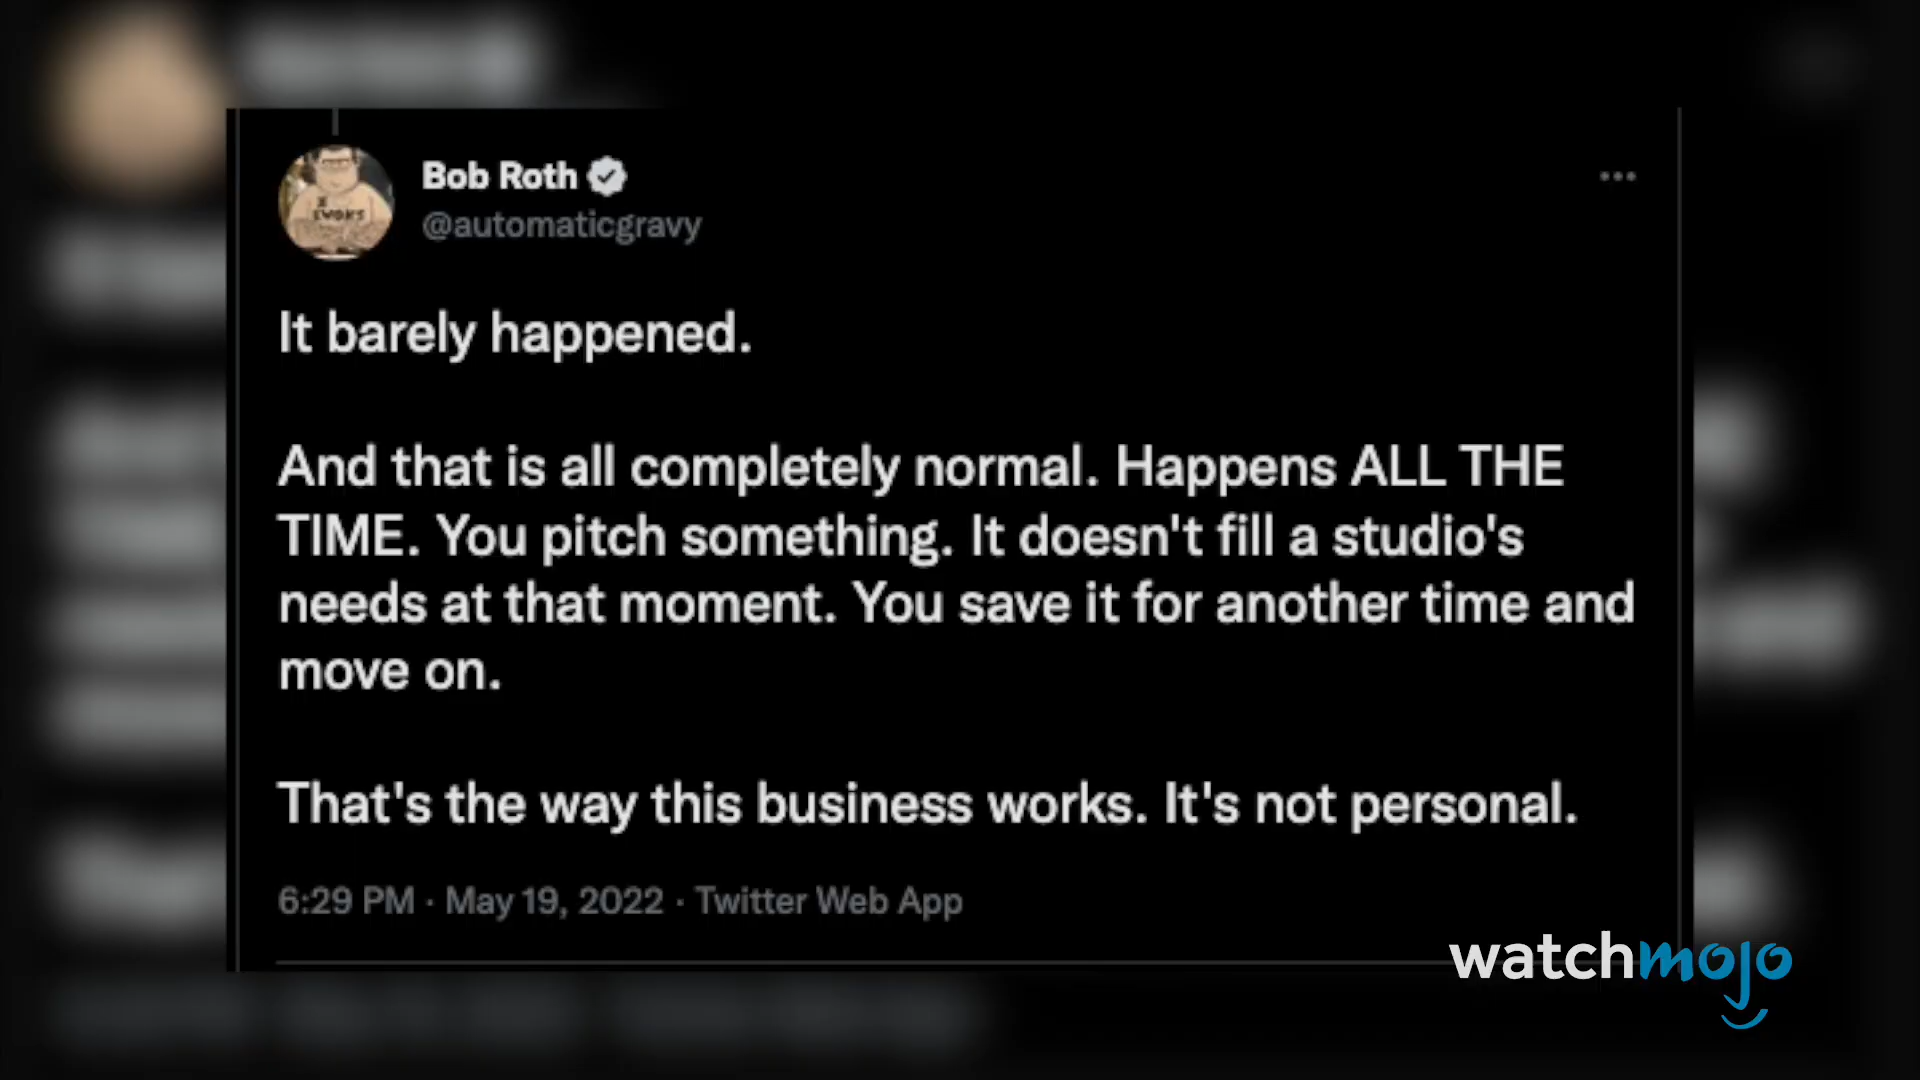 Bob Roth
@automaticgravy
It barely happened.
And that is all completely normal. Happens ALL THE
TIME. You pitch something. It doesn't fill a studio's
needs at that moment. You save it for another time and
move on.
That's the way this business works. It's not personal.
6:29 PM · May 19, 2022 · Twitter Web App
watchmojo